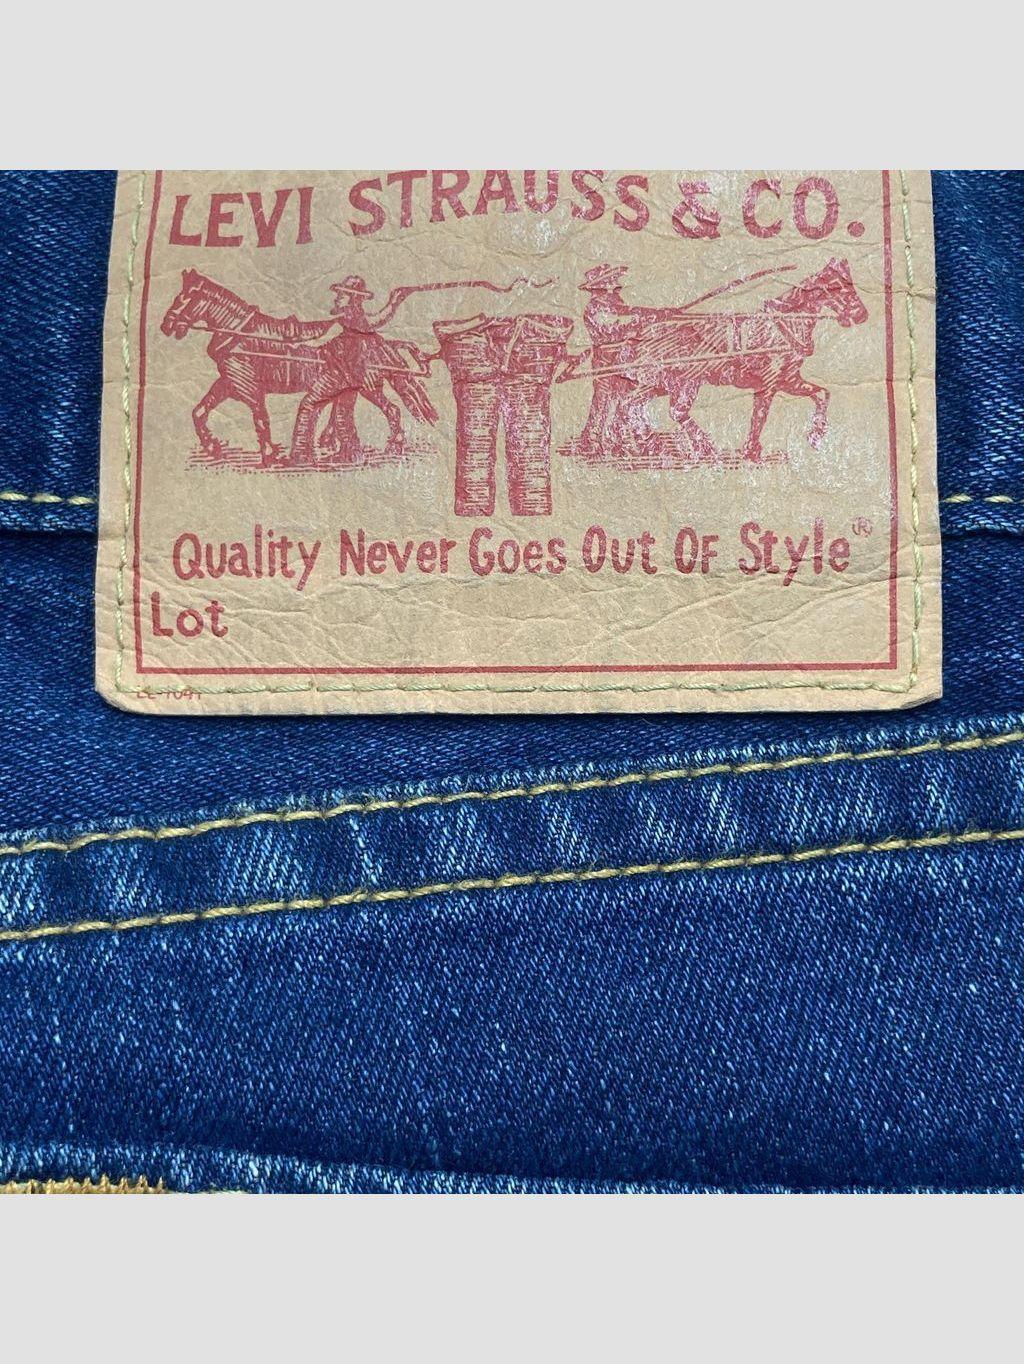 LEVI STRAUSS & CO.
Quality Never Goes Out Of Style®
Lot